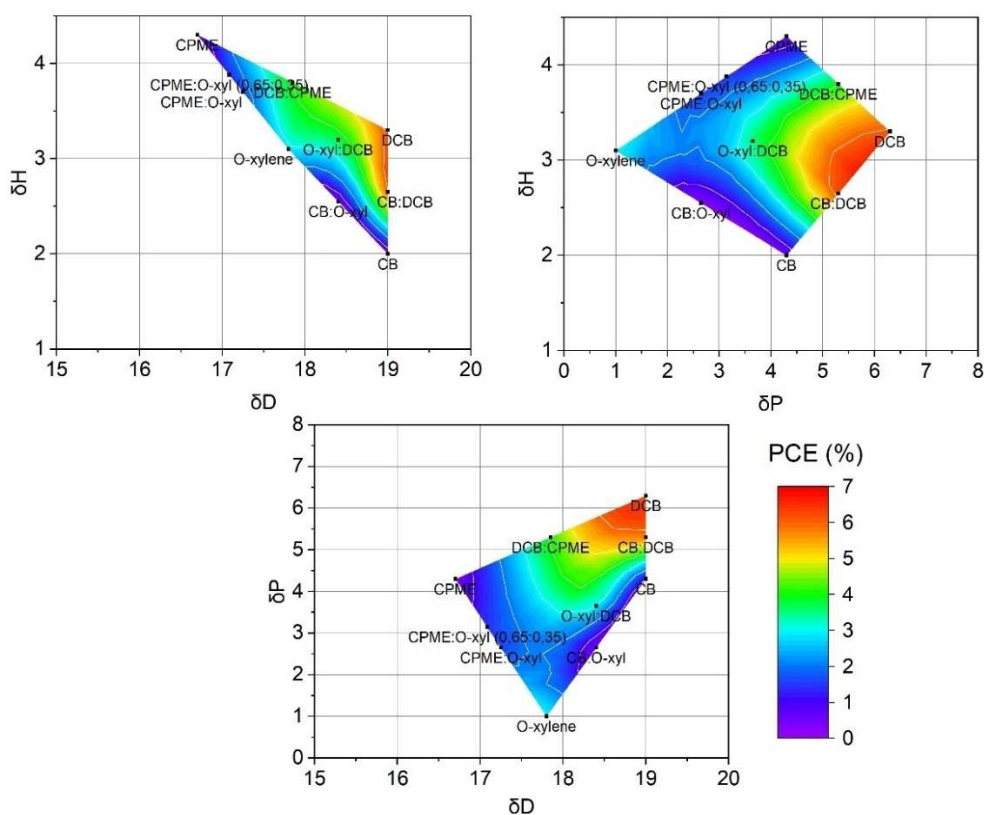 4
3
2
1
δH
CPME
CPME:O-xyl (0,65:0,35)
DCB:CPME
CPME:O-xyl
DCB
O-xyl:DCB
O-xylene
CB:DCB
CB:O-xyl
CB
15 16 17 18 19 20
δD
4
3
2
1
δH
CPME
CPME:O-xyl (0,65:0,35)
DCB:CPME
CPME:O-xyl
DCB
O-xyl:DCB
O-xylene
CB:DCB
CB:O-xyl
CB
0 1 2 3 4 5 6 7 8
δP
8
7
6
5
4
3
2
1
0
δP
DCB
DCB:CPME CB:DCB
CPME CB
O-xyl:DCB
CPME:O-xyl (0,65:0,35)
CPME:O-xyl CB:O-xyl
O-xylene
15 16 17 18 19 20
δD
PCE (%)
7
6
5
4
3
2
1
0